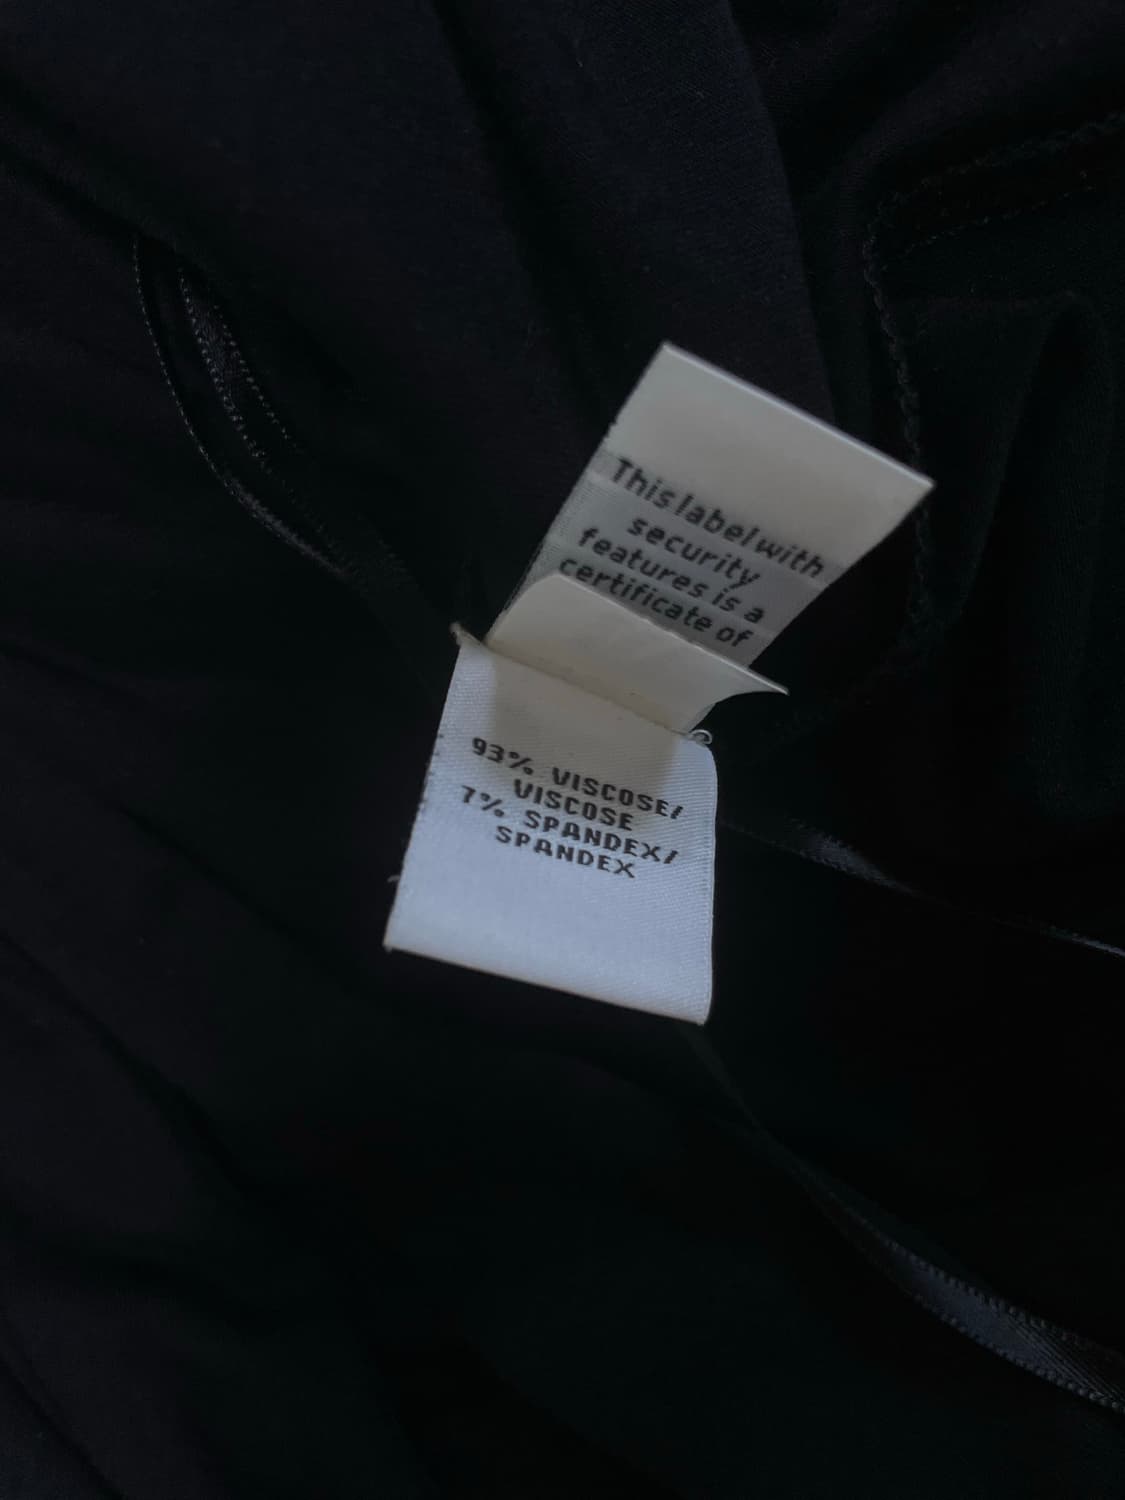 This label with
security
features is a
certificate of
93% VISCOSE/
VISCOSE
7% SPANDEX/
SPANDEX